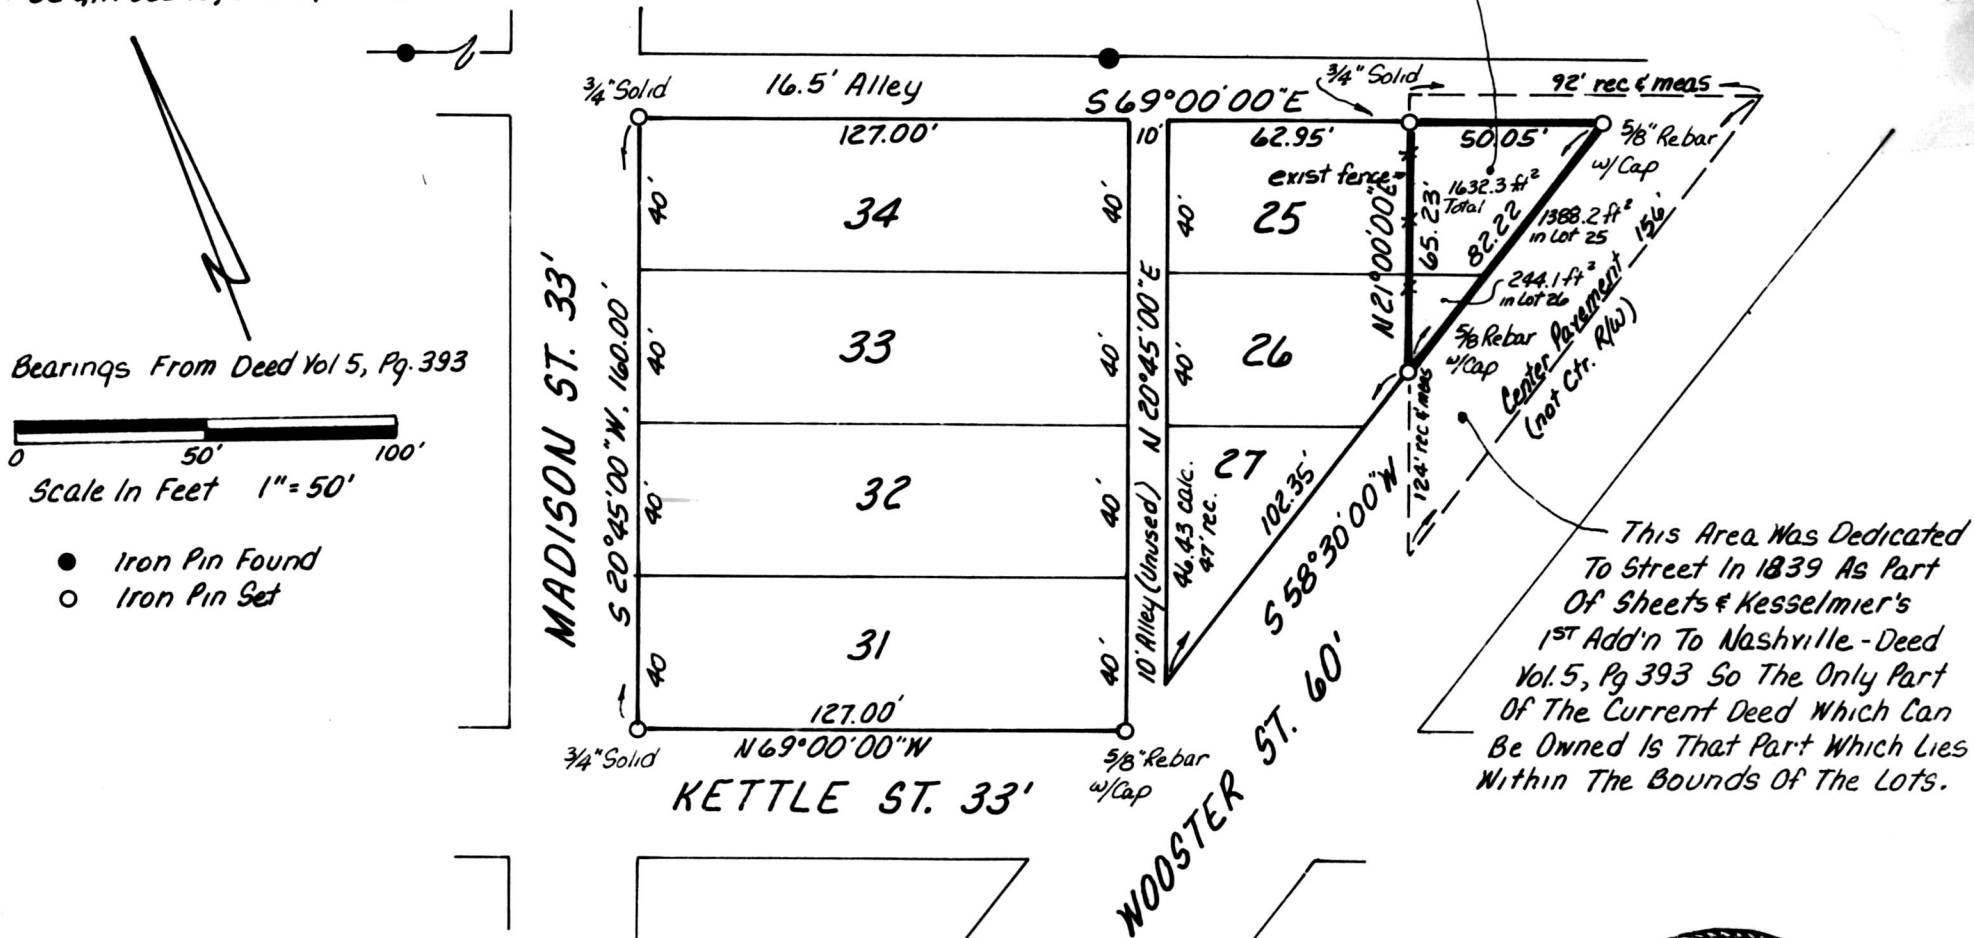 16.5' Alley
3/4" Solid
S 69°00'00"E
3/4" Solid
92' rec & meas
127.00'
10'
62.95'
50.05'
5/8" Rebar
w/Cap
exist fence
1632.3 ft²
Total
40'
34
40'
40'
25
N 21°00'00"E
65.23'
82.22
1388.2 ft²
in Lot 25
156'
244.1 ft²
in Lot 26
MADISON ST. 33'
S 20°45'00"W, 160.00'
40'
33
40'
N 20°45'00"E
40'
26
5/8 Rebar
w/Cap
Center Pavement
(not Ctr. R/W)
Bearings From Deed Vol 5, Pg. 393
0 50' 100'
Scale In Feet 1"=50'
Iron Pin Found
Iron Pin Set
40'
32
40'
10' Alley (Unused)
46.43 calc.
47' rec.
27
102.35'
S 58°30'00"W
124' rec & meas
40'
31
40'
127.00'
N 69°00'00"W
3/4" Solid
5/8" Rebar
w/Cap
KETTLE ST. 33'
WOOSTER ST. 60'
This Area Was Dedicated
To Street In 1839 As Part
Of Sheets & Kesselmier's
1ST Add'n To Nashville - Deed
Vol. 5, Pg 393 So The Only Part
Of The Current Deed Which Can
Be Owned Is That Part Which Lies
Within The Bounds Of The Lots.